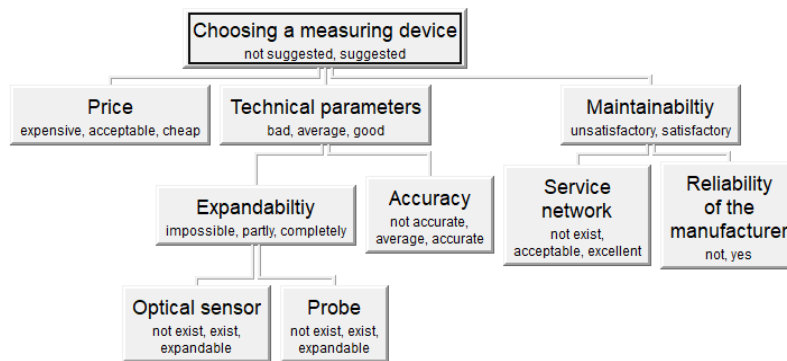 Choosing a measuring device
not suggested, suggested
Price
expensive, acceptable, cheap
Technical parameters
bad, average, good
Maintainabiltiy
unsatisfactory, satisfactory
Expandabiltiy
impossible, partly, completely
Accuracy
not accurate,
average, accurate
Service
network
not exist,
acceptable, excellent
Reliability
of the
manufacturer
not, yes
Optical sensor
not exist, exist,
expandable
Probe
not exist, exist,
expandable